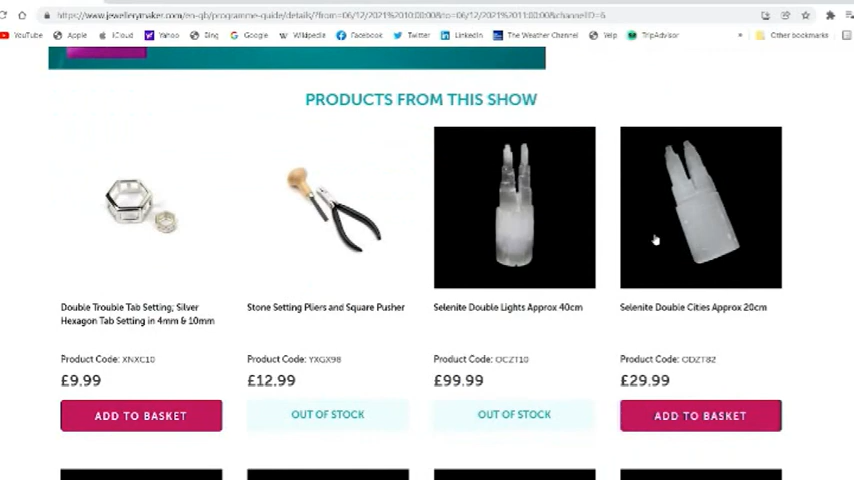 https://www.jewellerymaker.com/en-gb/programme-guide/details/?from=06/12/2021%2010:00:00&to=06/12/2021%2011:00:00&channelID=6
YouTube Apple iCloud Yahoo Bing Google Wikipedia Facebook Twitter LinkedIn The Weather Channel Yelp TripAdvisor » Other bookmarks
PRODUCTS FROM THIS SHOW
Double Trouble Tab Setting; Silver
Hexagon Tab Setting in 4mm & 10mm
Product Code: XNXC10
£9.99
ADD TO BASKET
Stone Setting Pliers and Square Pusher
Product Code: YXGX98
£12.99
OUT OF STOCK
Selenite Double Lights Approx 40cm
Product Code: OCZT10
£99.99
OUT OF STOCK
Selenite Double Cities Approx 20cm
Product Code: ODZT82
£29.99
ADD TO BASKET